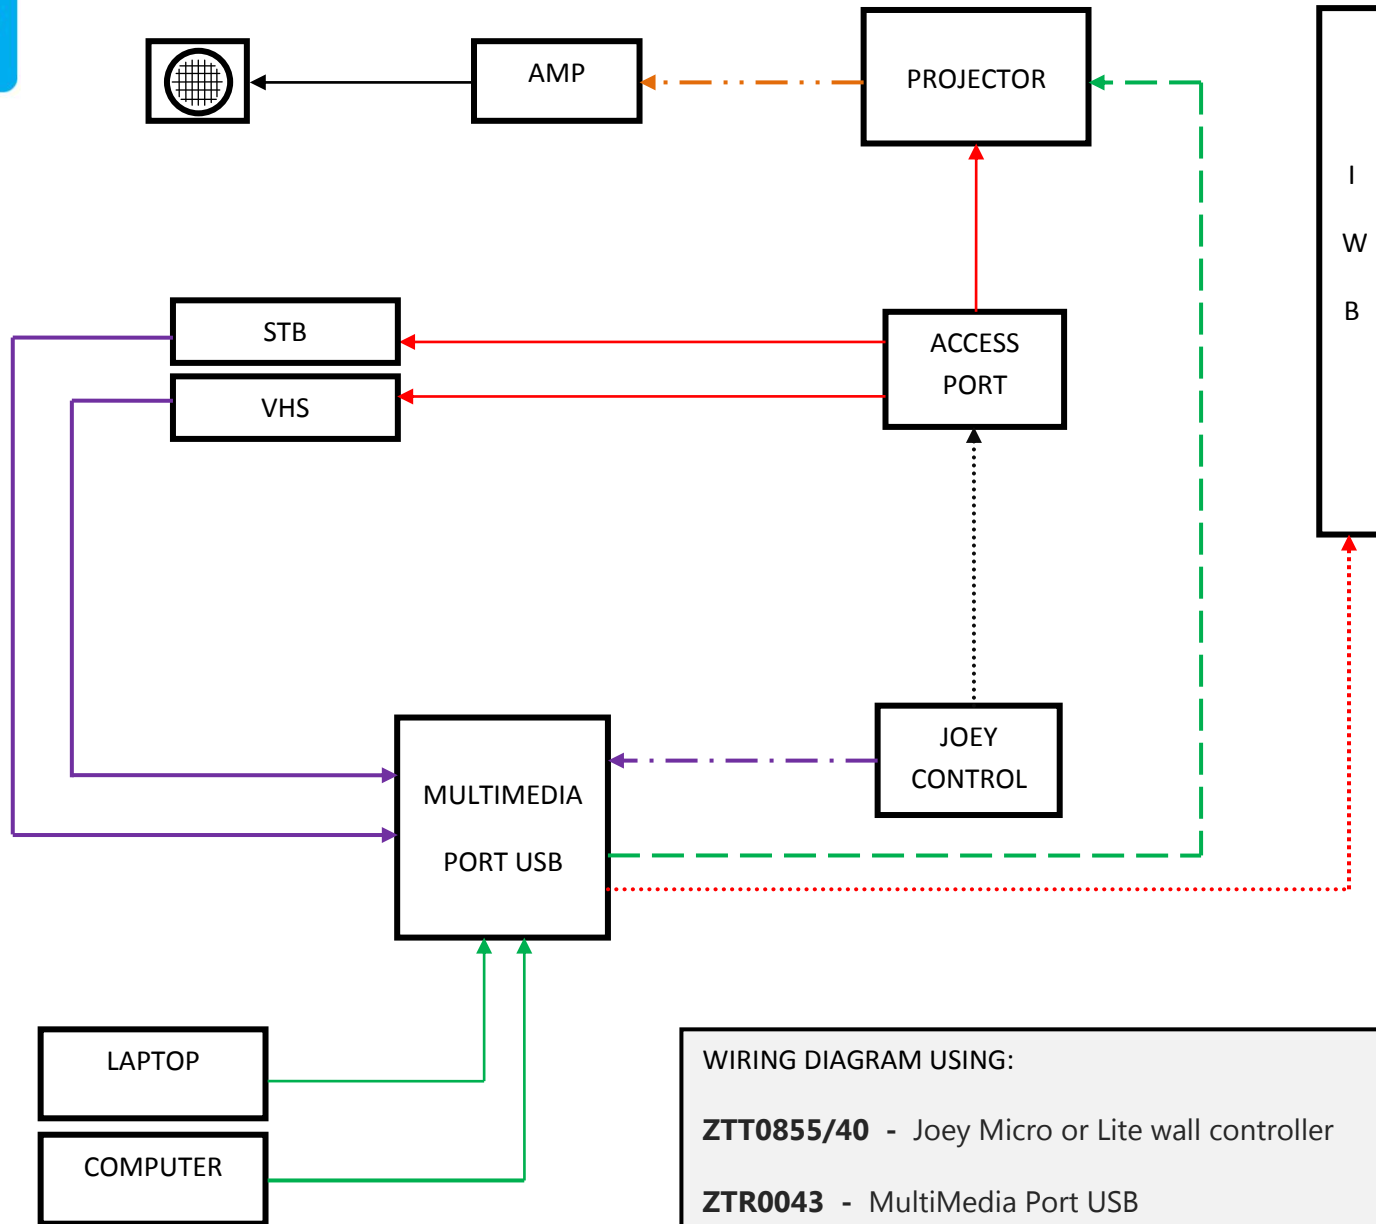 AMP
PROJECTOR
I
W
B
STB
ACCESS
PORT
VHS
JOEY
CONTROL
MULTIMEDIA
PORT USB
LAPTOP
COMPUTER
WIRING DIAGRAM USING:
ZTT0855/40 - Joey Micro or Lite wall controller
ZTR0043 - MultiMedia Port USB